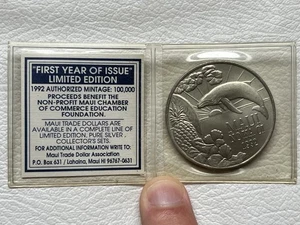 "FIRST YEAR OF ISSUE"
LIMITED EDITION
1992 AUTHORIZED MINTAGE: 100,000
PROCEEDS BENEFIT THE
NON-PROFIT MAUI CHAMBER
OF COMMERCE EDUCATION
FOUNDATION.
MAUI TRADE DOLLARS ARE
AVAILABLE IN A COMPLETE LINE OF
LIMITED EDITION, PURE SILVER
COLLECTOR'S SETS.
FOR ADDITIONAL INFORMATION WRITE TO:
Maui Trade Dollar Association
P.O. Box 631 / Lahaina, Maui HI 96767-0631
MAUI